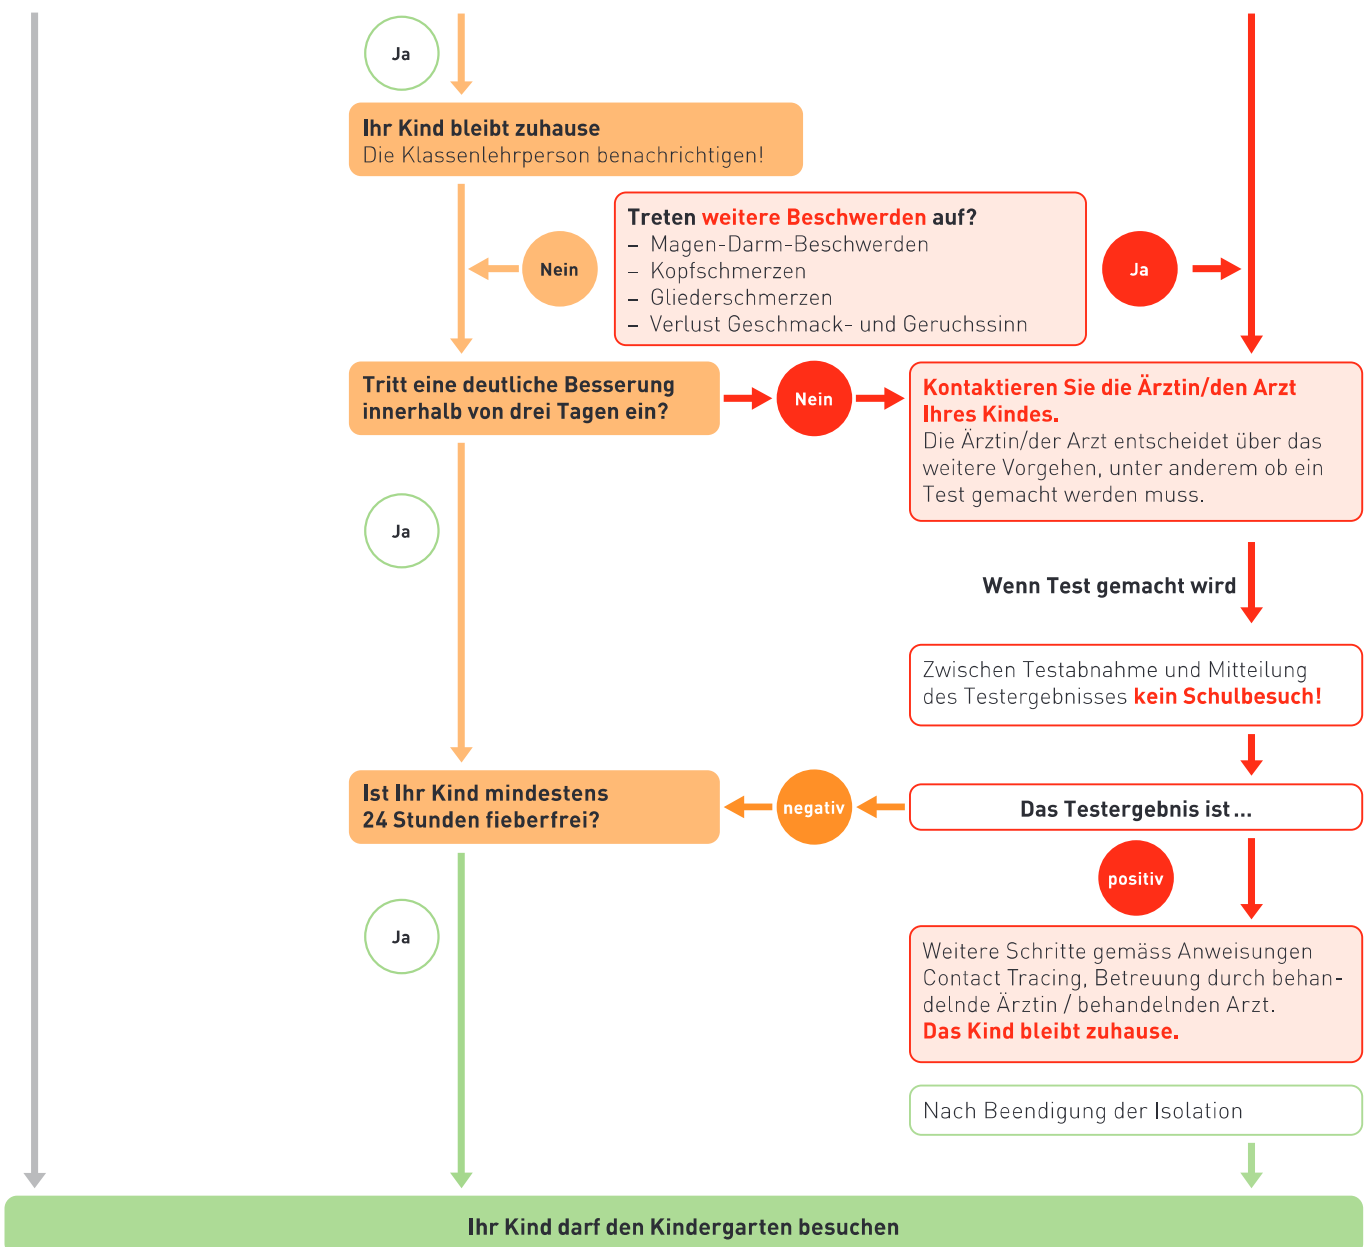 Ja
Ihr Kind bleibt zuhause
Die Klassenlehrperson benachrichtigen!
Treten weitere Beschwerden auf?
– Magen-Darm-Beschwerden
– Kopfschmerzen
– Gliederschmerzen
– Verlust Geschmack- und Geruchssinn
Nein
Ja
Tritt eine deutliche Besserung
innerhalb von drei Tagen ein?
Nein
Kontaktieren Sie die Ärztin/den Arzt
Ihres Kindes.
Die Ärztin/der Arzt entscheidet über das
weitere Vorgehen, unter anderem ob ein
Test gemacht werden muss.
Ja
Wenn Test gemacht wird
Zwischen Testabnahme und Mitteilung
des Testergebnisses kein Schulbesuch!
Ist Ihr Kind mindestens
24 Stunden fieberfrei?
negativ
Das Testergebnis ist ...
positiv
Ja
Weitere Schritte gemäss Anweisungen
Contact Tracing, Betreuung durch behan-
delnde Ärztin / behandelnden Arzt.
Das Kind bleibt zuhause.
Nach Beendigung der Isolation
Ihr Kind darf den Kindergarten besuchen